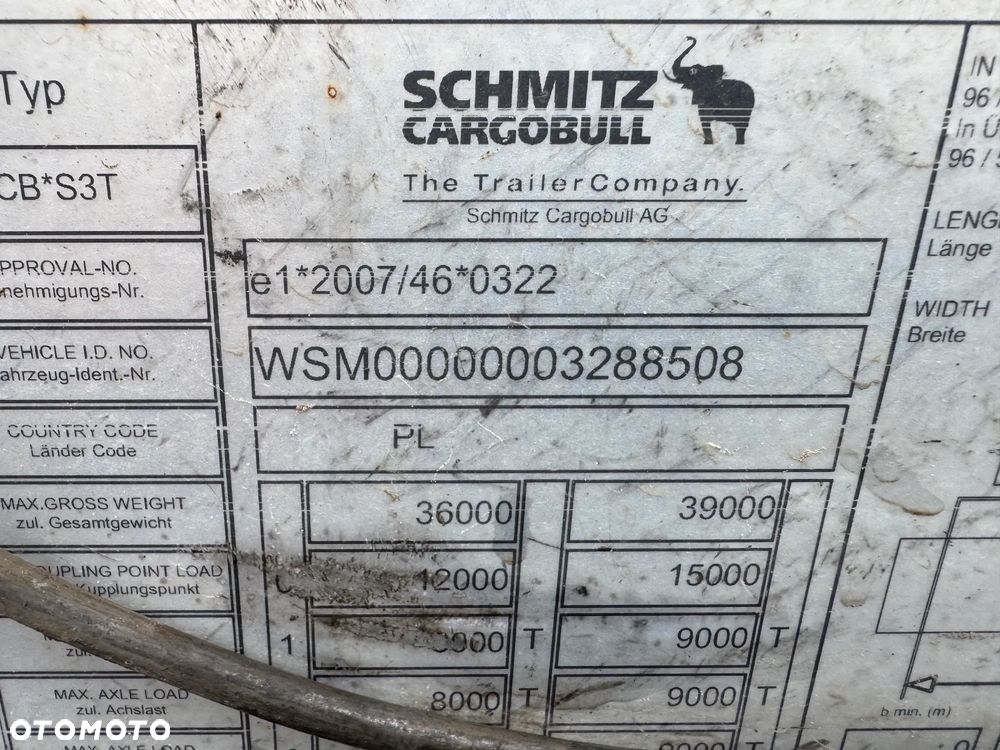 Typ
SCHMITZ
CARGOBULL
CB*S3T
The TrailerCompany.
Schmitz Cargobull AG
IN
96 /
In Ü
96 /
PPROVAL-NO.
nehmigungs-Nr.
e1*2007/46*0322
LENG
Länge
WIDTH
Breite
VEHICLE I.D. NO.
ahrzeug-Ident.-Nr.
WSM00000003288508
COUNTRY CODE
Länder Code
PL
MAX.GROSS WEIGHT
zul. Gesamtgewicht
36000
39000
UPLING POINT LOAD
Kupplungspunkt
12000
15000
1
T
9000 T
MAX. AXLE LOAD
zul. Achslast
8000 T
9000 T
b min. (m)
MAX. AXLE LOAD
OTOMOTO